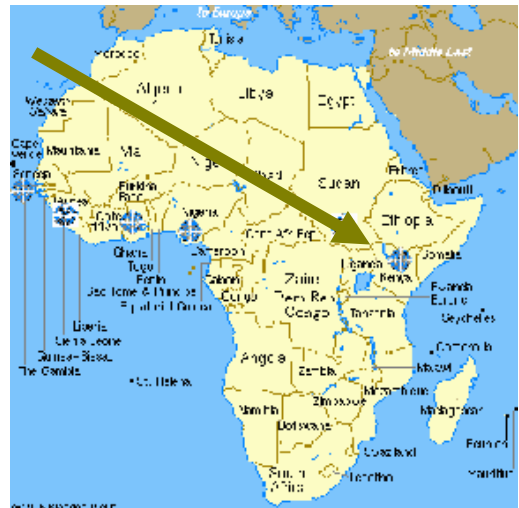 to Europe
to Middle East
Tunisia
Morocco
Algeria
Libya
Egypt
Western
Sahara
Cape
Verde
Mauritania
Mali
Niger
Chad
Sudan
Eritrea
Djibouti
Senegal
Burkina
Faso
Guinea
Cote
Nigeria
Ethiopia
Cent Afr Rep
Cameroon
Somalia
Uganda
Kenya
Ghana
Togo
Benin
Sao Tome & Principe
Equatorial Guinea
Gabon
Congo
Zaire
Dem Rep
Congo
Rwanda
Burundi
Tanzania
Seychelles
Liberia
Sierra Leone
Guinea-Bissau
The Gambia
Comoros
Malawi
Angola
Zambia
St. Helena
Mozambique
Zimbabwe
Madagascar
Namibia
Botswana
Reunion
Mauritius
Swaziland
Lesotho
South
Africa